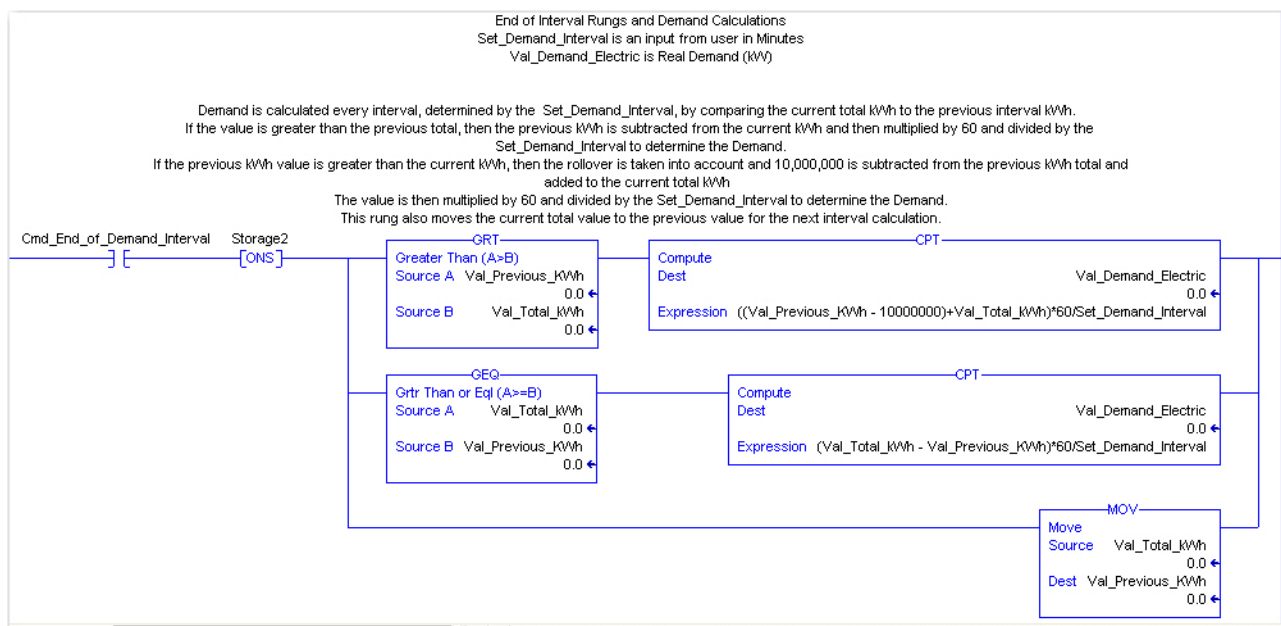 End of Interval Rungs and Demand Calculations
Set_Demand_Interval is an input from user in Minutes
Val_Demand_Electric is Real Demand (kW)
Demand is calculated every interval, determined by the Set_Demand_Interval, by comparing the current total kWh to the previous interval kWh.
If the value is greater than the previous total, then the previous kWh is subtracted from the current kWh and then multiplied by 60 and divided by the
Set_Demand_Interval to determine the Demand.
If the previous kWh value is greater than the current kWh, then the rollover is taken into account and 10,000,000 is subtracted from the previous kWh total and
added to the current total kWh
The value is then multiplied by 60 and divided by the Set_Demand_Interval to determine the Demand.
This rung also moves the current total value to the previous value for the next interval calculation.
Cmd_End_of_Demand_Interval
Storage2
ONS
GRT
Greater Than (A>B)
Source A Val_Previous_KWh
0.0
Source B Val_Total_kWh
0.0
CPT
Compute
Dest Val_Demand_Electric
0.0
Expression ((Val_Previous_KWh - 10000000)+Val_Total_kWh)*60/Set_Demand_Interval
GEQ
Grtr Than or Eql (A>=B)
Source A Val_Total_kWh
0.0
Source B Val_Previous_KWh
0.0
CPT
Compute
Dest Val_Demand_Electric
0.0
Expression (Val_Total_kWh - Val_Previous_KWh)*60/Set_Demand_Interval
MOV
Move
Source Val_Total_kWh
0.0
Dest Val_Previous_KWh
0.0